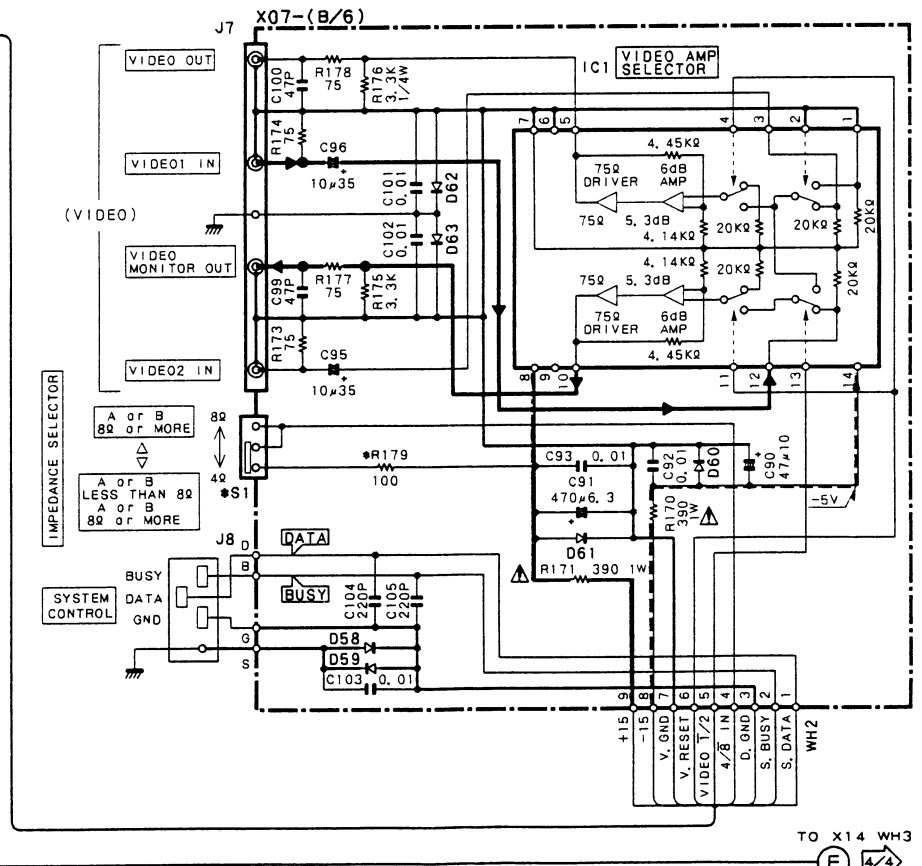 X07-(B/6)
J7
VIDEO OUT
C100
47P
R178
75
R176
3.3K
1/4W
IC1
VIDEO AMP
SELECTOR
R174
75
7
6
5
4
3
2
1
VIDEO1 IN
C96
10μ35
+
C101
0.01
D62
4.45KΩ
75Ω
DRIVER
6dB
AMP
75Ω
5.3dB
4.14KΩ
20KΩ
20KΩ
20KΩ
(VIDEO)
C102
0.01
D63
VIDEO
MONITOR OUT
C99
47P
R177
75
R175
3.3K
4.14KΩ
75Ω
5.3dB
20KΩ
20KΩ
75Ω
DRIVER
6dB
AMP
4.45KΩ
R173
75
VIDEO2 IN
C95
10μ35
+
8
9
10
11
12
13
14
IMPEDANCE SELECTOR
A or B
8Ω or MORE
△
▽
A or B
LESS THAN 8Ω
A or B
8Ω or MORE
8Ω
4Ω
*S1
*R179
100
C93
0.01
C91
470μ6.3
+
D61
C92
0.01
D60
+
C90
47μ10
-5V
R170
390
1W
R171 390 1W
J8
D
B
G
S
DATA
BUSY
BUSY
DATA
GND
SYSTEM
CONTROL
C104
220P
C105
220P
D58
D59
C103
0.01
9
8
7
6
5
4
3
2
1
+15
-15
V.GND
V.RESET
VIDEO 1̅/2
4/8̅ IN
D.GND
S.BUSY
S.DATA
WH2
TO X14 WH3
E
4/4